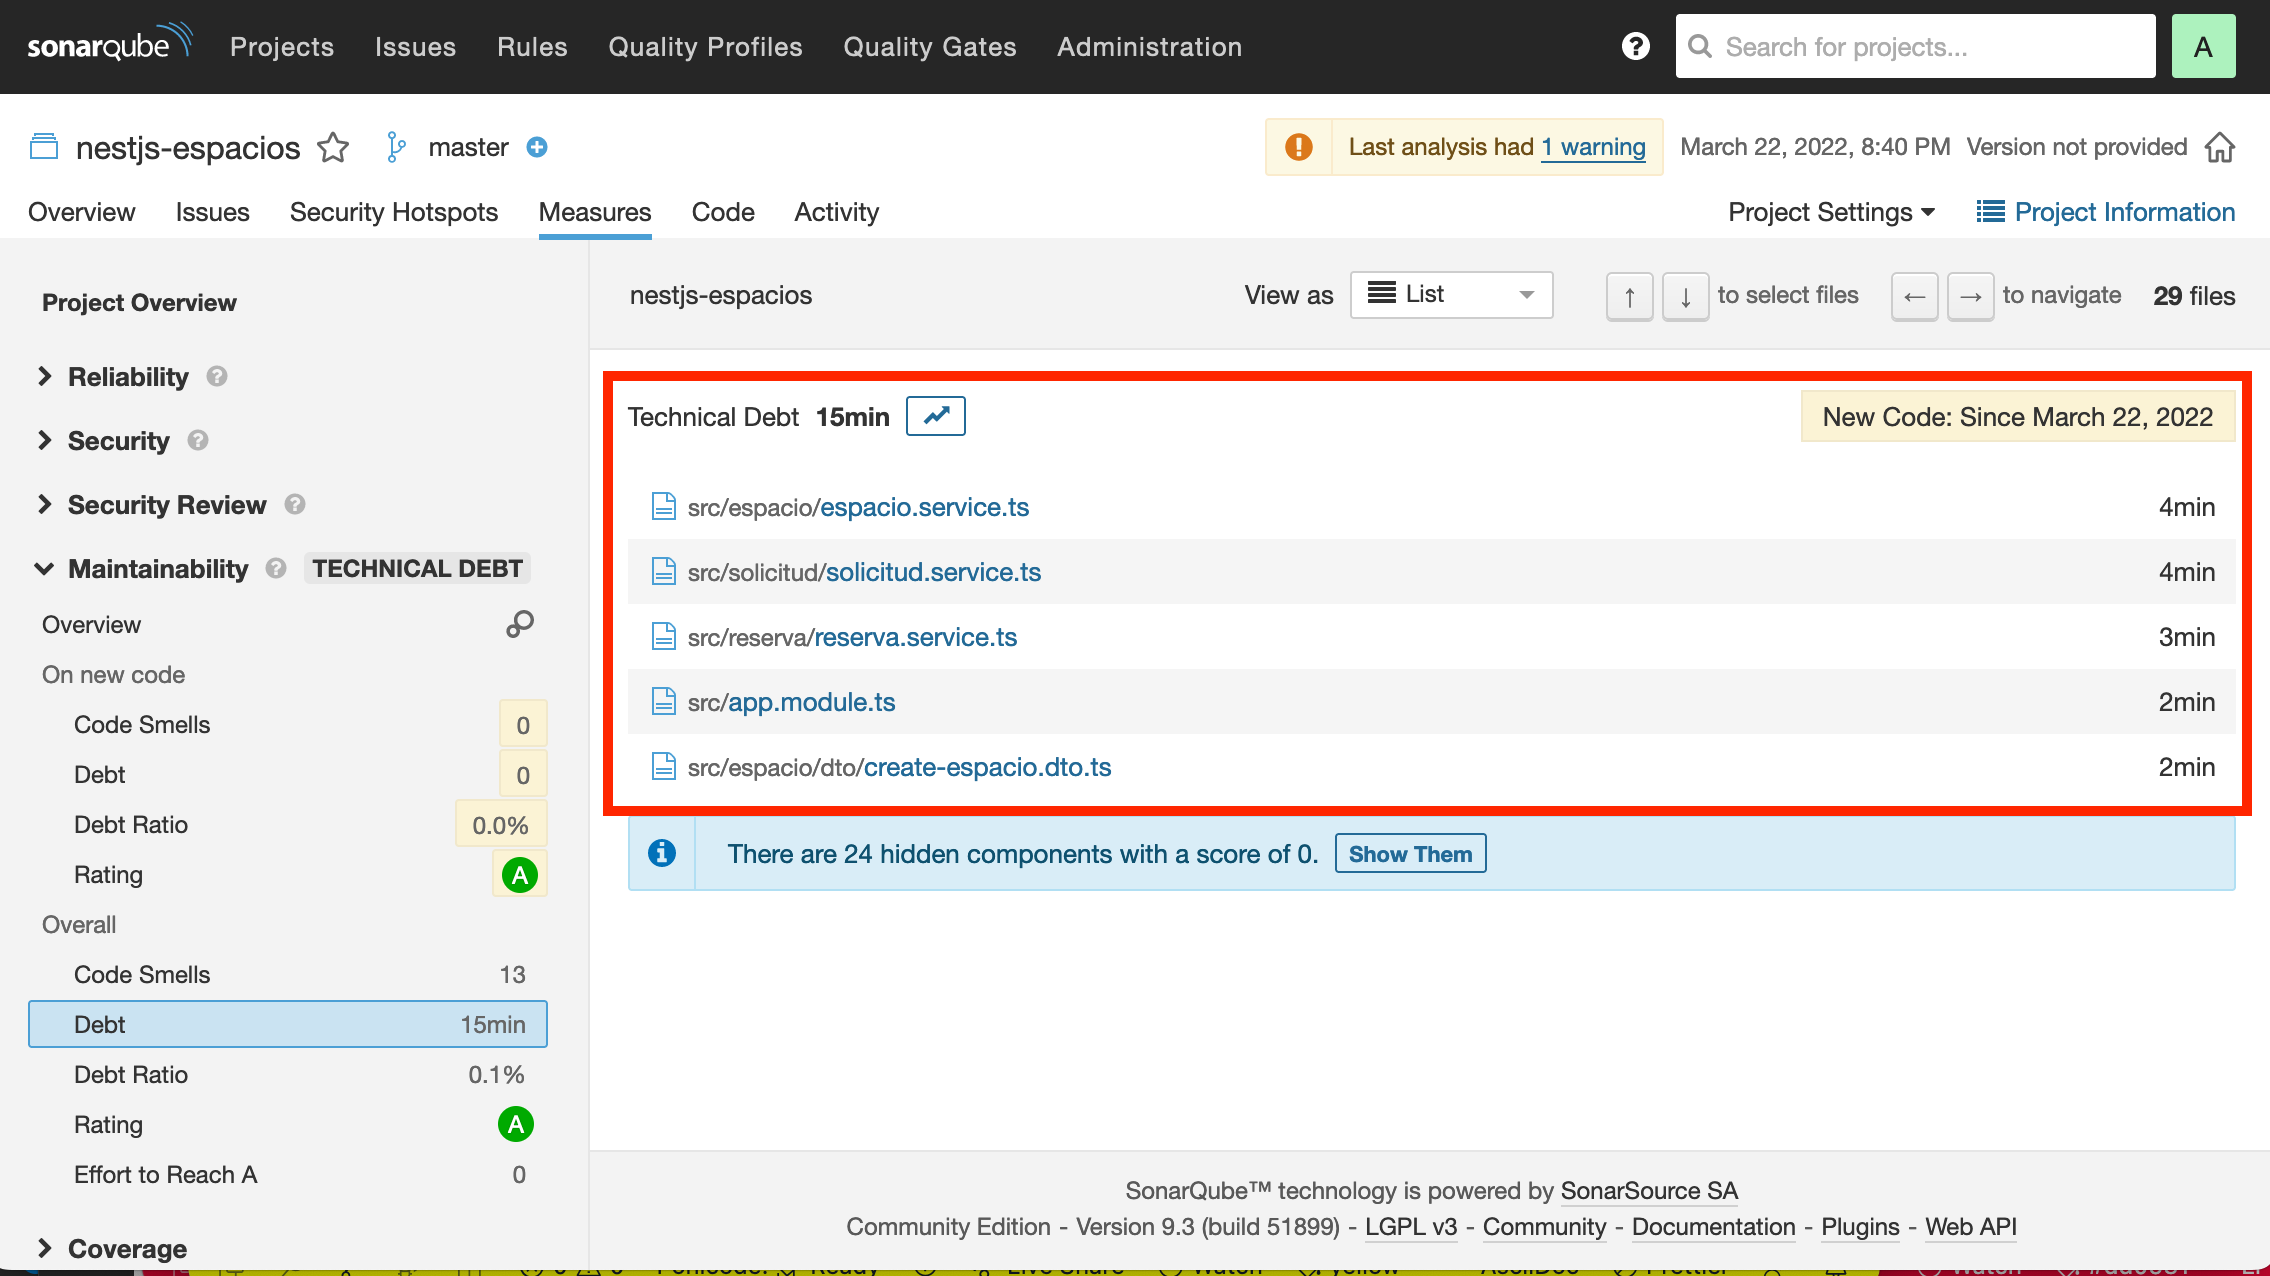 sonarqube Projects Issues Rules Quality Profiles Quality Gates Administration ? Search for projects... A
nestjs-espacios master Last analysis had 1 warning March 22, 2022, 8:40 PM Version not provided
Overview Issues Security Hotspots Measures Code Activity Project Settings Project Information
Project Overview
Reliability ?
Security ?
Security Review ?
Maintainability ? TECHNICAL DEBT
Overview
On new code
Code Smells 0
Debt 0
Debt Ratio 0.0%
Rating A
Overall
Code Smells 13
Debt 15min
Debt Ratio 0.1%
Rating A
Effort to Reach A 0
Coverage
nestjs-espacios View as List ↑ ↓ to select files ← → to navigate 29 files
Technical Debt 15min New Code: Since March 22, 2022
src/espacio/espacio.service.ts 4min
src/solicitud/solicitud.service.ts 4min
src/reserva/reserva.service.ts 3min
src/app.module.ts 2min
src/espacio/dto/create-espacio.dto.ts 2min
There are 24 hidden components with a score of 0. Show Them
SonarQube™ technology is powered by SonarSource SA
Community Edition - Version 9.3 (build 51899) - LGPL v3 - Community - Documentation - Plugins - Web API